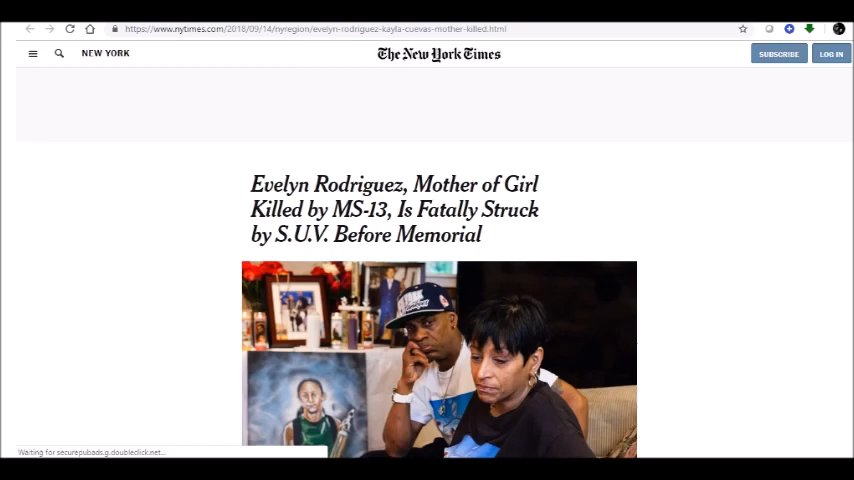 https://www.nytimes.com/2018/09/14/nyregion/evelyn-rodriguez-kayla-cuevas-mother-killed.html
NEW YORK
The New York Times
SUBSCRIBE
LOG IN
Evelyn Rodriguez, Mother of Girl
Killed by MS-13, Is Fatally Struck
by S.U.V. Before Memorial
Waiting for securepubads.g.doubleclick.net...